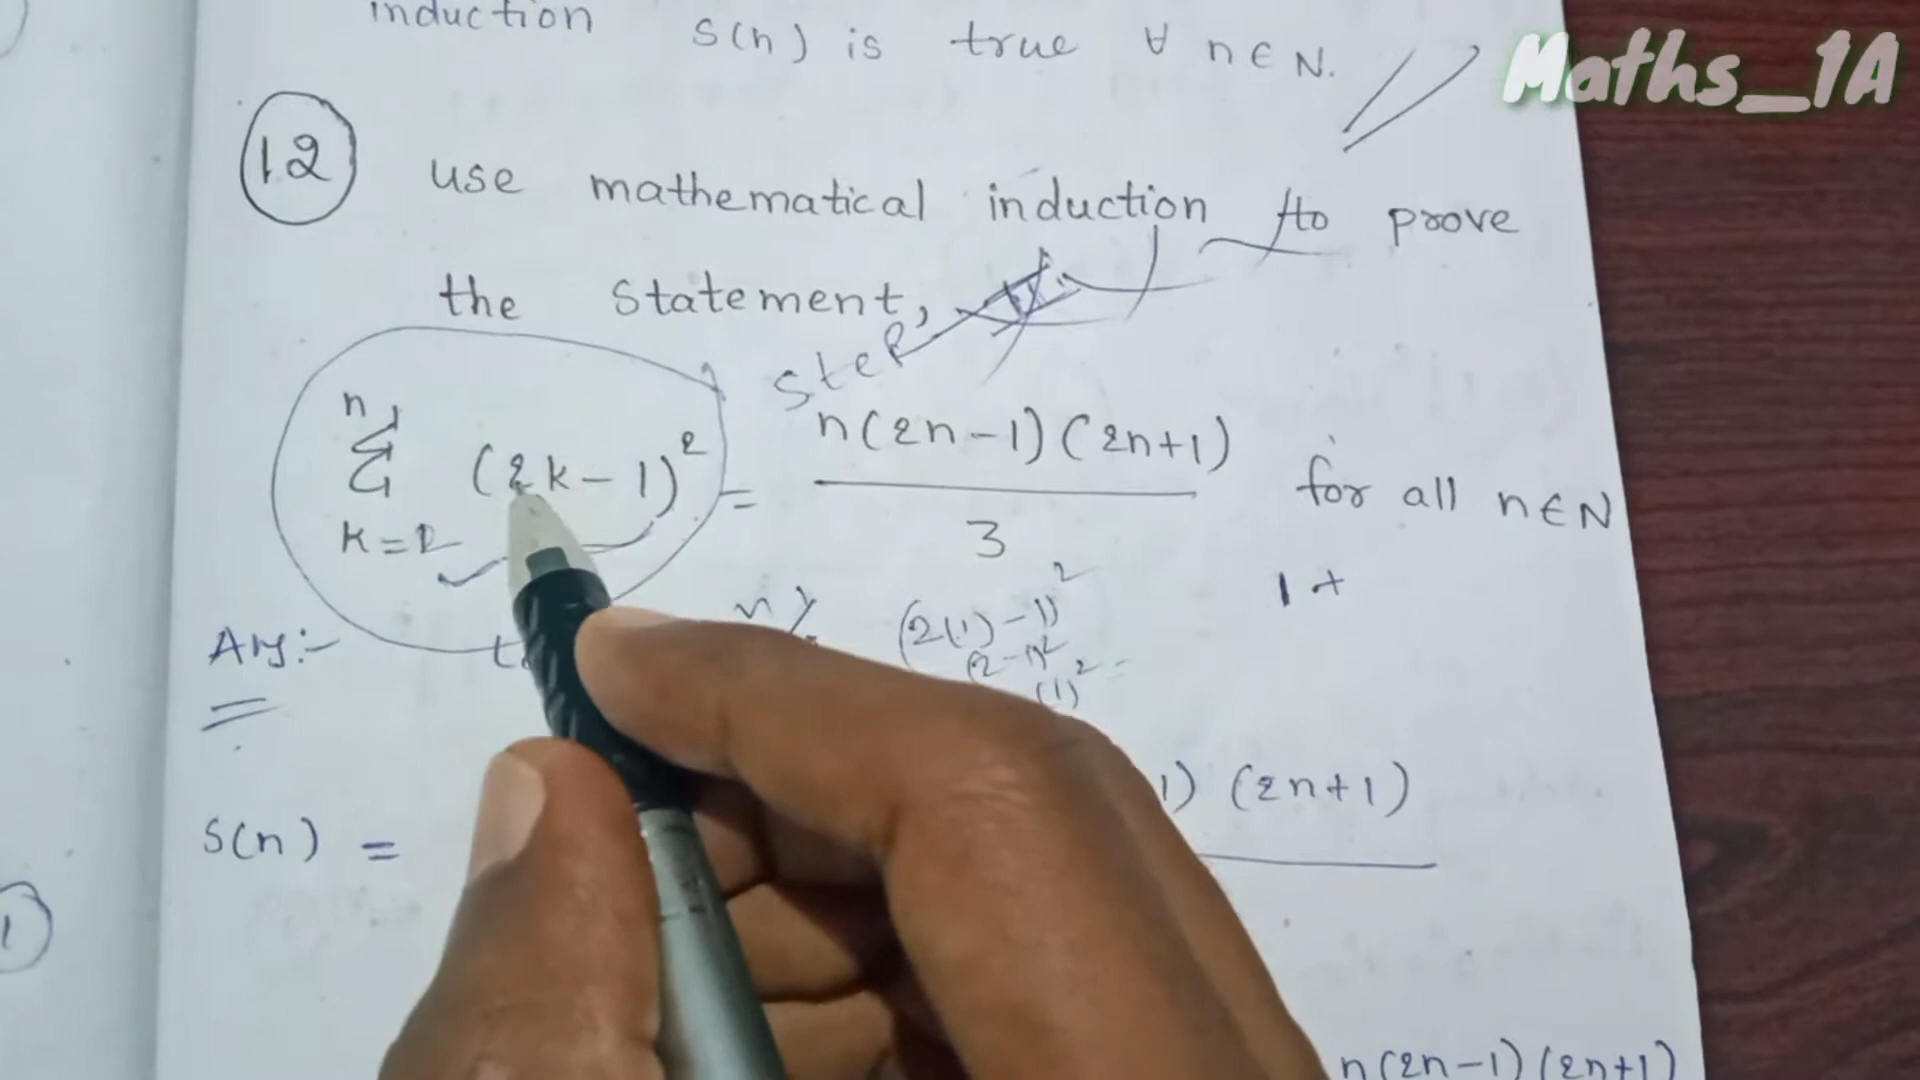 induction S(n) is true ∀ n∈N.
Maths_1A
12 use mathematical induction to prove
the statement,
step
n
Σ (2k-1)² = n(2n-1)(2n+1) / 3 for all n∈N
k=
(2(1)-1)² 1 +
(2-1)²
(1)²
Ans:-
1) (2n+1)
S(n) =
1
n(2n-1)(2n+1)